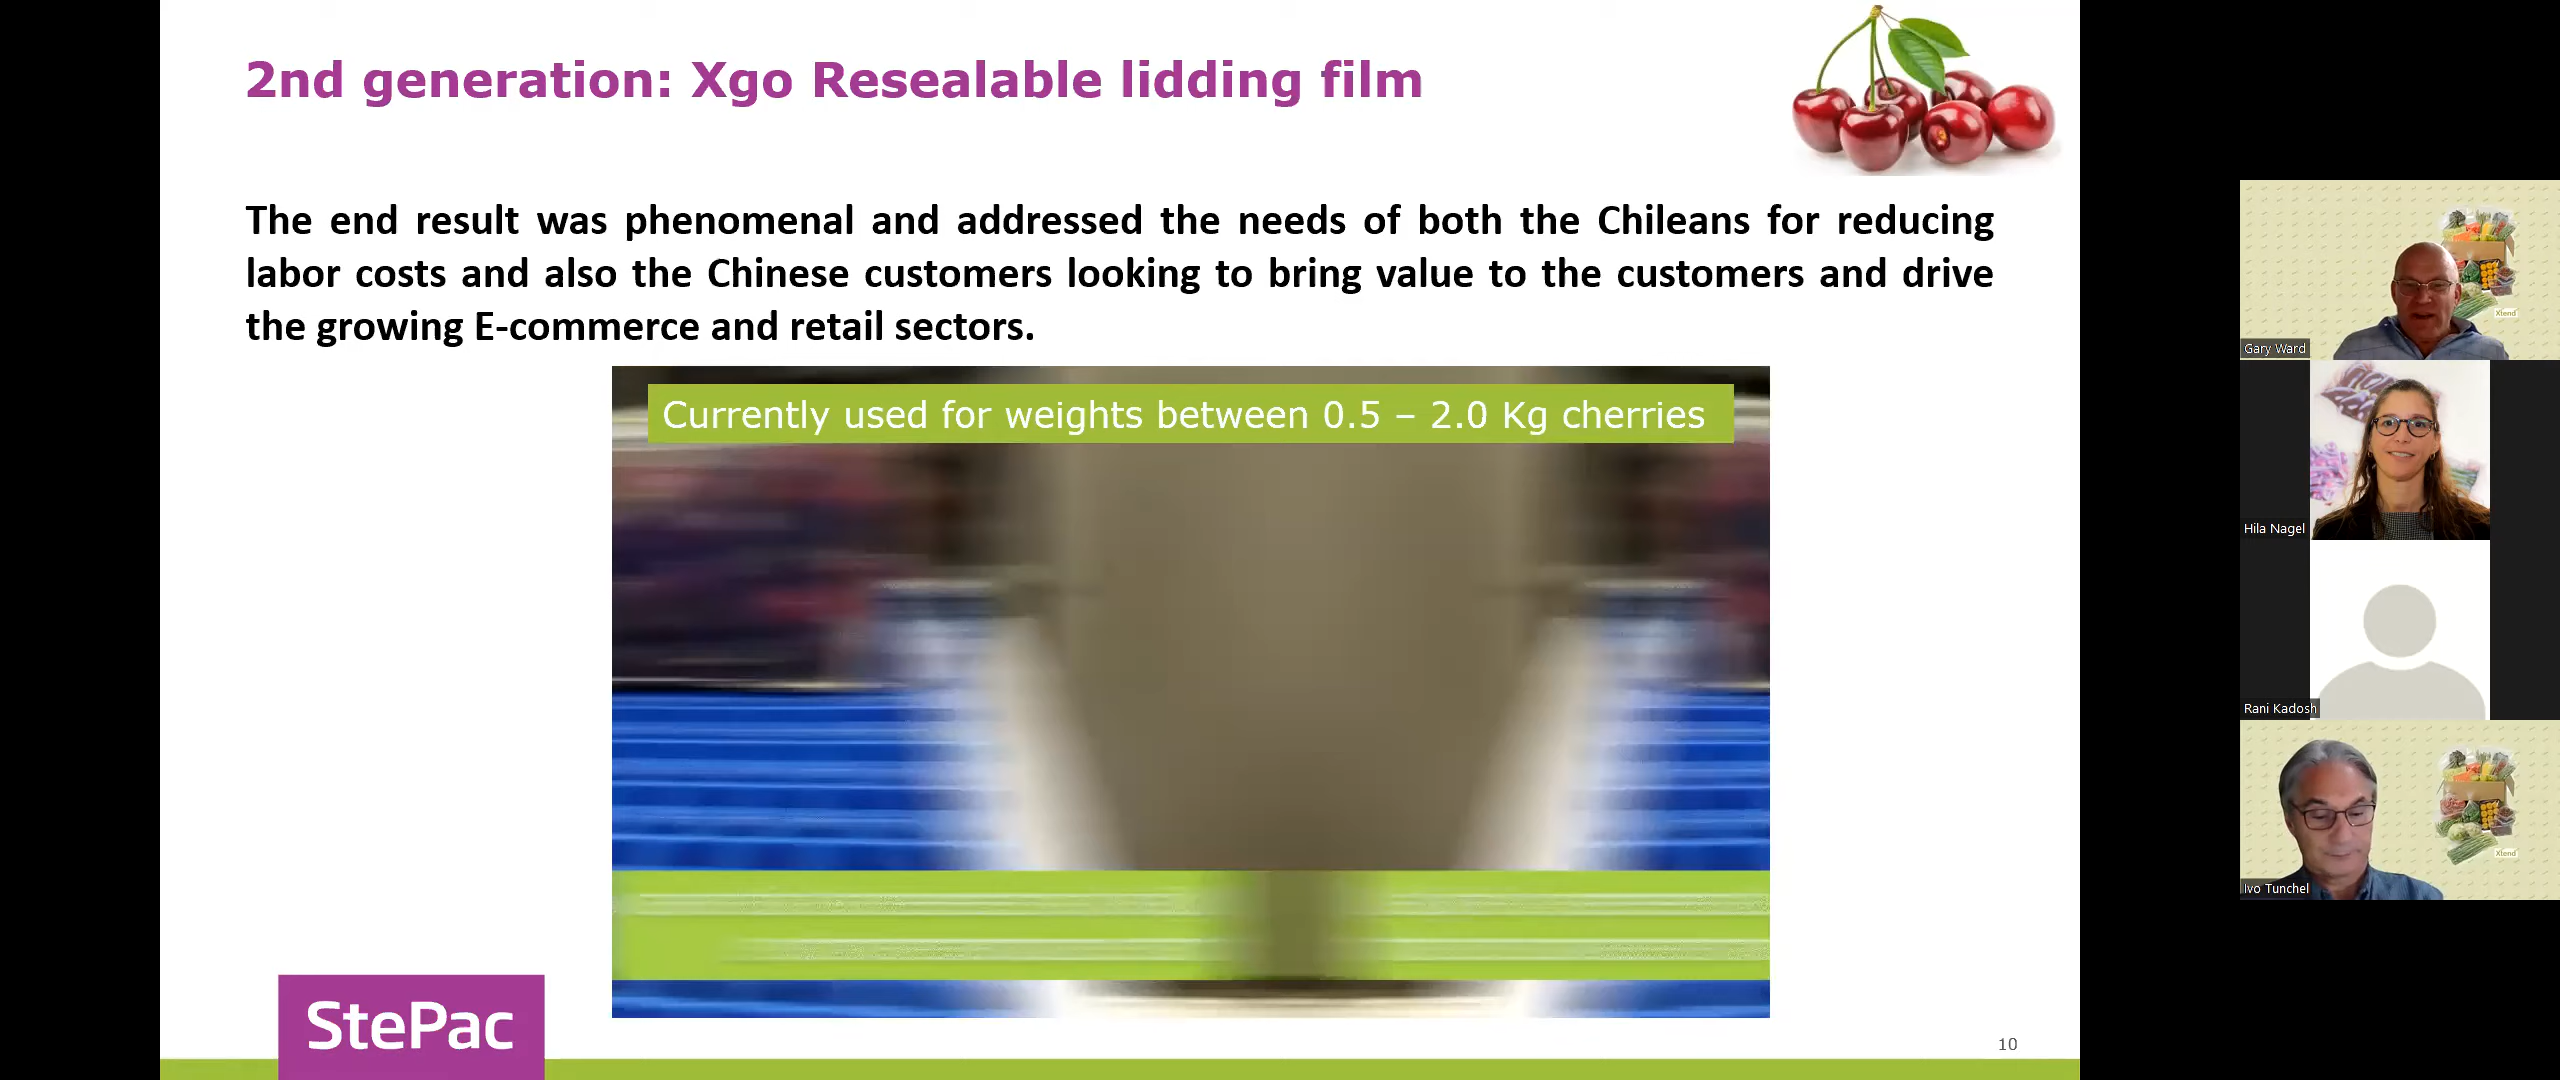 2nd generation: Xgo Resealable lidding film
The end result was phenomenal and addressed the needs of both the Chileans for reducing
labor costs and also the Chinese customers looking to bring value to the customers and drive
the growing E-commerce and retail sectors.
Currently used for weights between 0.5 – 2.0 Kg cherries
StePac
10
Xtend
Gary Ward
Hila Nagel
Rani Kadosh
Xtend
Ivo Tunchel